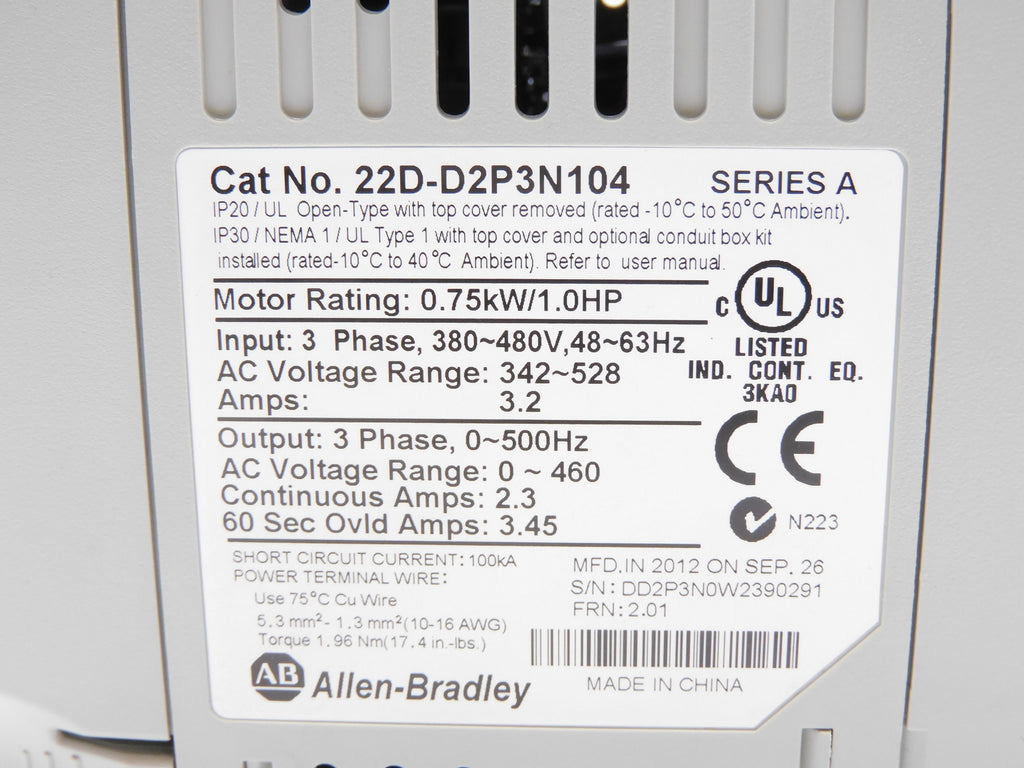 Cat No. 22D-D2P3N104 SERIES A
IP20 / UL Open-Type with top cover removed (rated -10°C to 50°C Ambient).
IP30 / NEMA 1 / UL Type 1 with top cover and optional conduit box kit
installed (rated-10°C to 40°C Ambient). Refer to user manual.
Motor Rating: 0.75kW/1.0HP
C UL US
LISTED
IND. CONT. EQ.
3KA0
Input: 3 Phase, 380~480V,48~63Hz
AC Voltage Range: 342~528
Amps: 3.2
Output: 3 Phase, 0~500Hz
AC Voltage Range: 0 ~ 460
Continuous Amps: 2.3
60 Sec Ovld Amps: 3.45
CE
N223
SHORT CIRCUIT CURRENT: 100kA
POWER TERMINAL WIRE:
Use 75°C Cu Wire
5.3 mm²- 1.3 mm²(10-16 AWG)
Torque 1.96 Nm(17.4 in.-lbs.)
MFD.IN 2012 ON SEP. 26
S/N: DD2P3N0W2390291
FRN: 2.01
AB Allen-Bradley
MADE IN CHINA